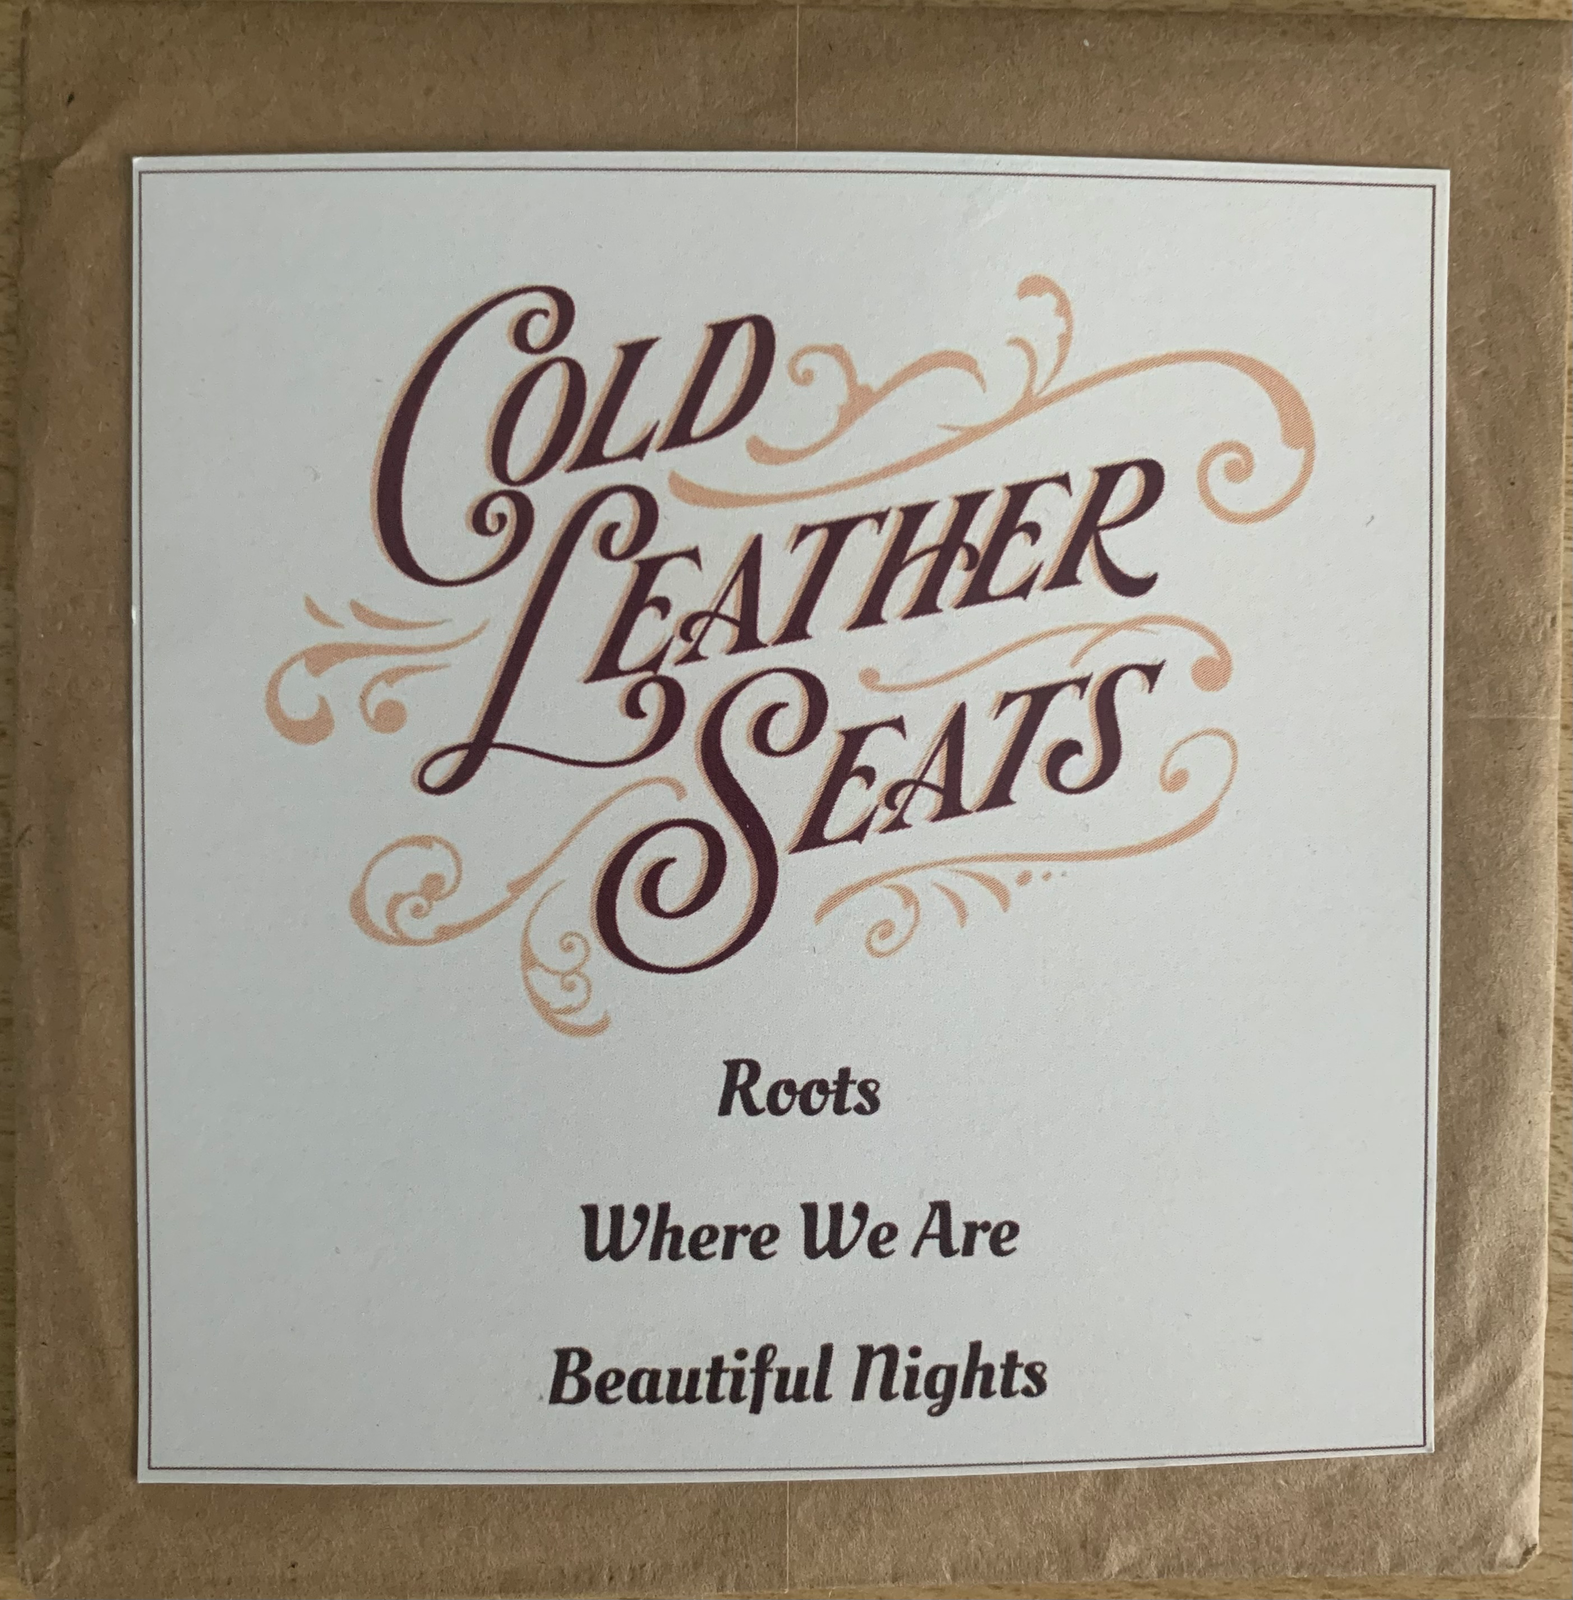 COLD
LEATHER
SEATS
Roots
Where We Are
Beautiful Nights